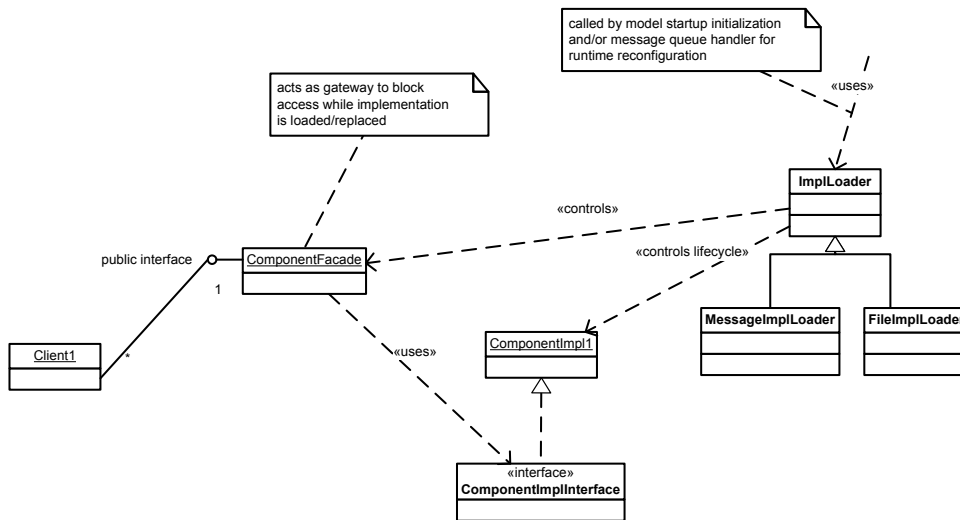 called by model startup initialization
and/or message queue handler for
runtime reconfiguration
acts as gateway to block
access while implementation
is loaded/replaced
«uses»
ImplLoader
«controls»
«controls lifecycle»
public interface
ComponentFacade
1
MessageImplLoader
FileImplLoader
Client1
*
«uses»
ComponentImpl1
«interface»
ComponentImplInterface